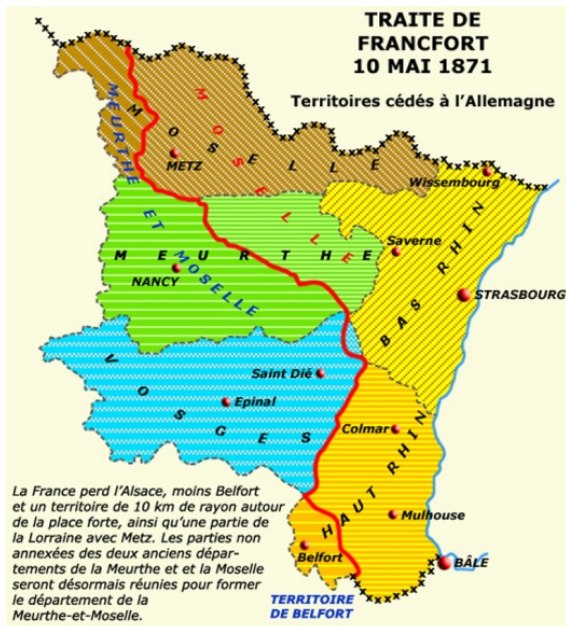 TRAITE DE
FRANCFORT
10 MAI 1871
Territoires cédés à l'Allemagne
MEURTHE ET MOSELLE
MOSELLE
MOSELLE
METZ
Wissembourg
BAS RHIN
Saverne
MEURTHE
NANCY
STRASBOURG
VOSGES
Saint Dié
Epinal
Colmar
HAUT RHIN
Mulhouse
Belfort
BÂLE
TERRITOIRE
DE BELFORT
La France perd l'Alsace, moins Belfort
et un territoire de 10 km de rayon autour
de la place forte, ainsi qu'une partie de
la Lorraine avec Metz. Les parties non
annexées des deux anciens dépar-
tements de la Meurthe et et la Moselle
seront désormais réunies pour former
le département de la
Meurthe-et-Moselle.